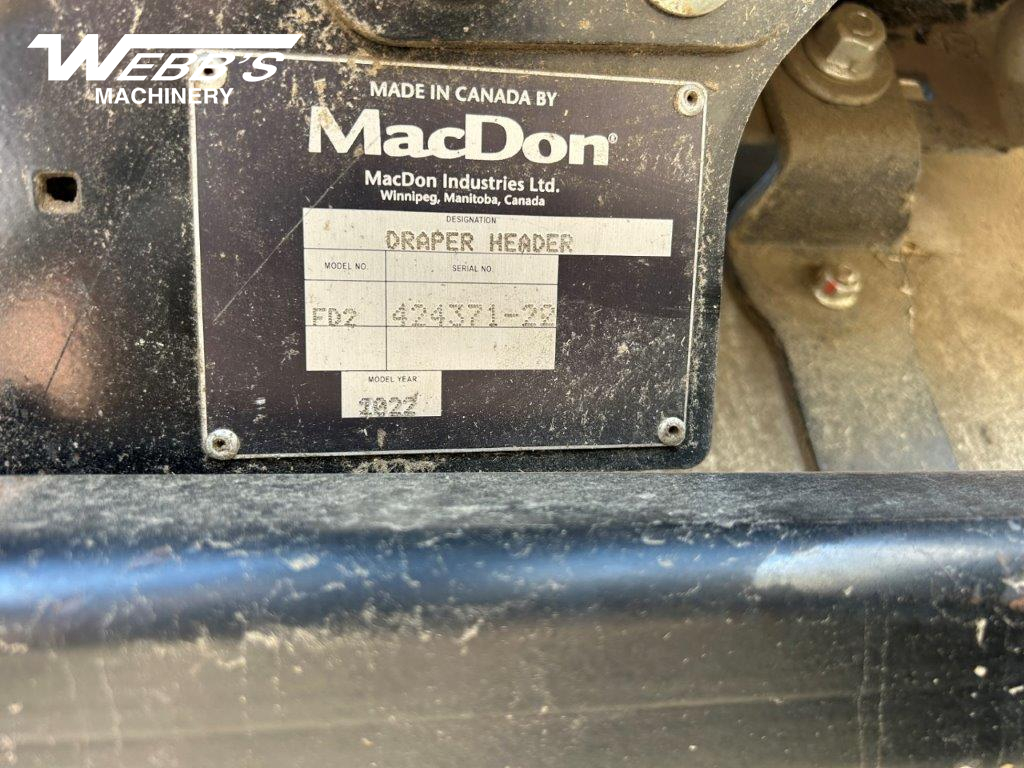 WEBB'S
MACHINERY
MADE IN CANADA BY
MacDon®
MacDon Industries Ltd.
Winnipeg, Manitoba, Canada
DESIGNATION
DRAPER HEADER
MODEL NO.
SERIAL NO.
FD2
424371-22
MODEL YEAR
2022